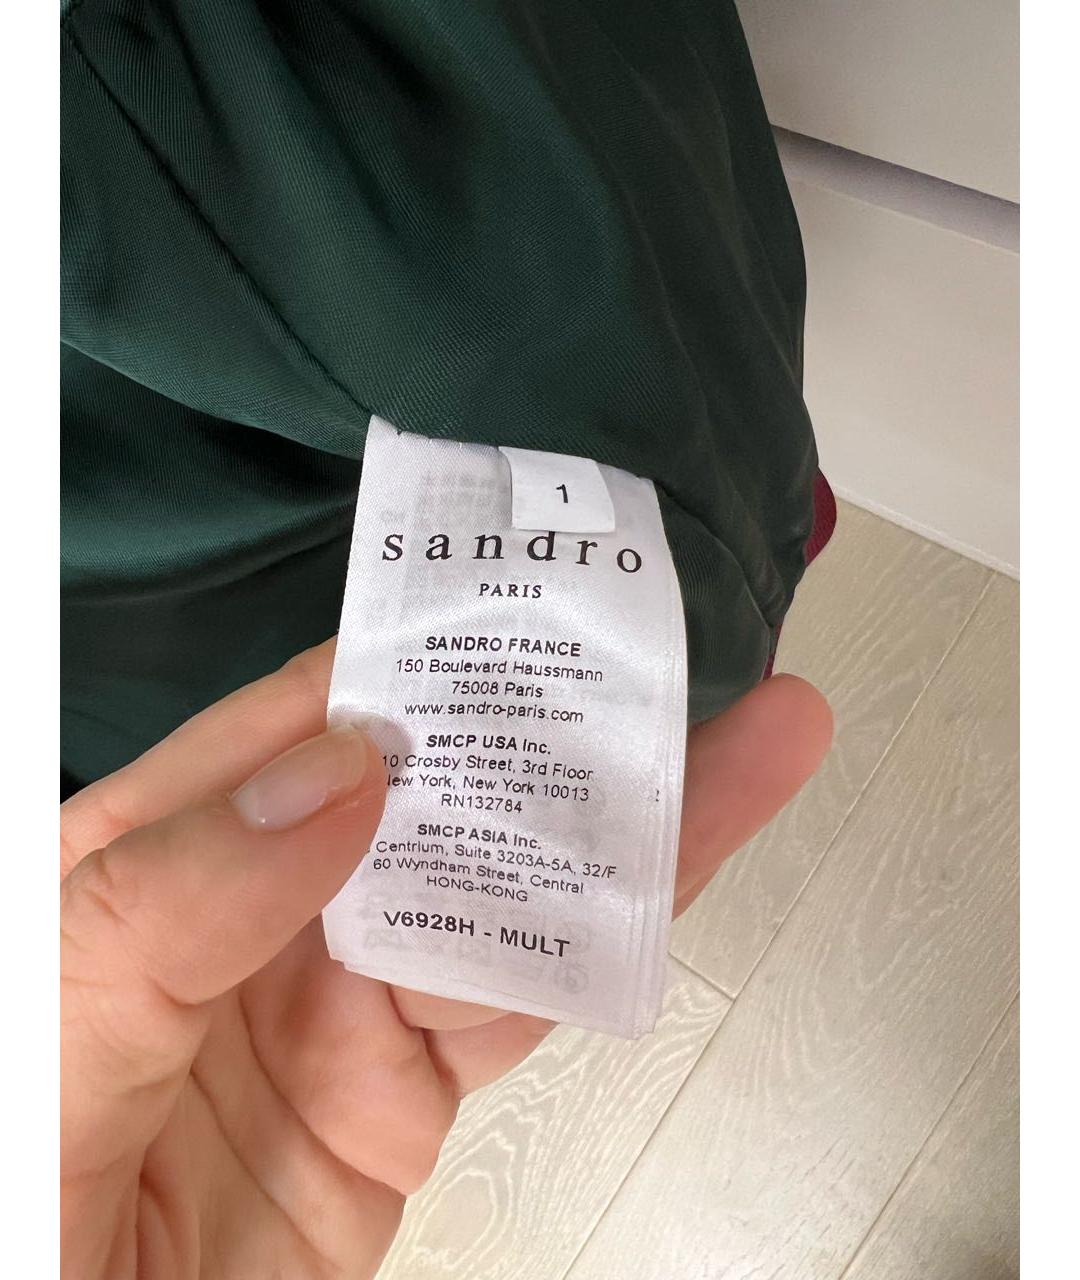 1
sandro
PARIS
SANDRO FRANCE
150 Boulevard Haussmann
75008 Paris
www.sandro-paris.com
SMCP USA Inc.
10 Crosby Street, 3rd Floor
New York, New York 10013
RN132784
SMCP ASIA Inc.
Centrium, Suite 3203A-5A, 32/F
60 Wyndham Street, Central
HONG-KONG
V6928H - MULT